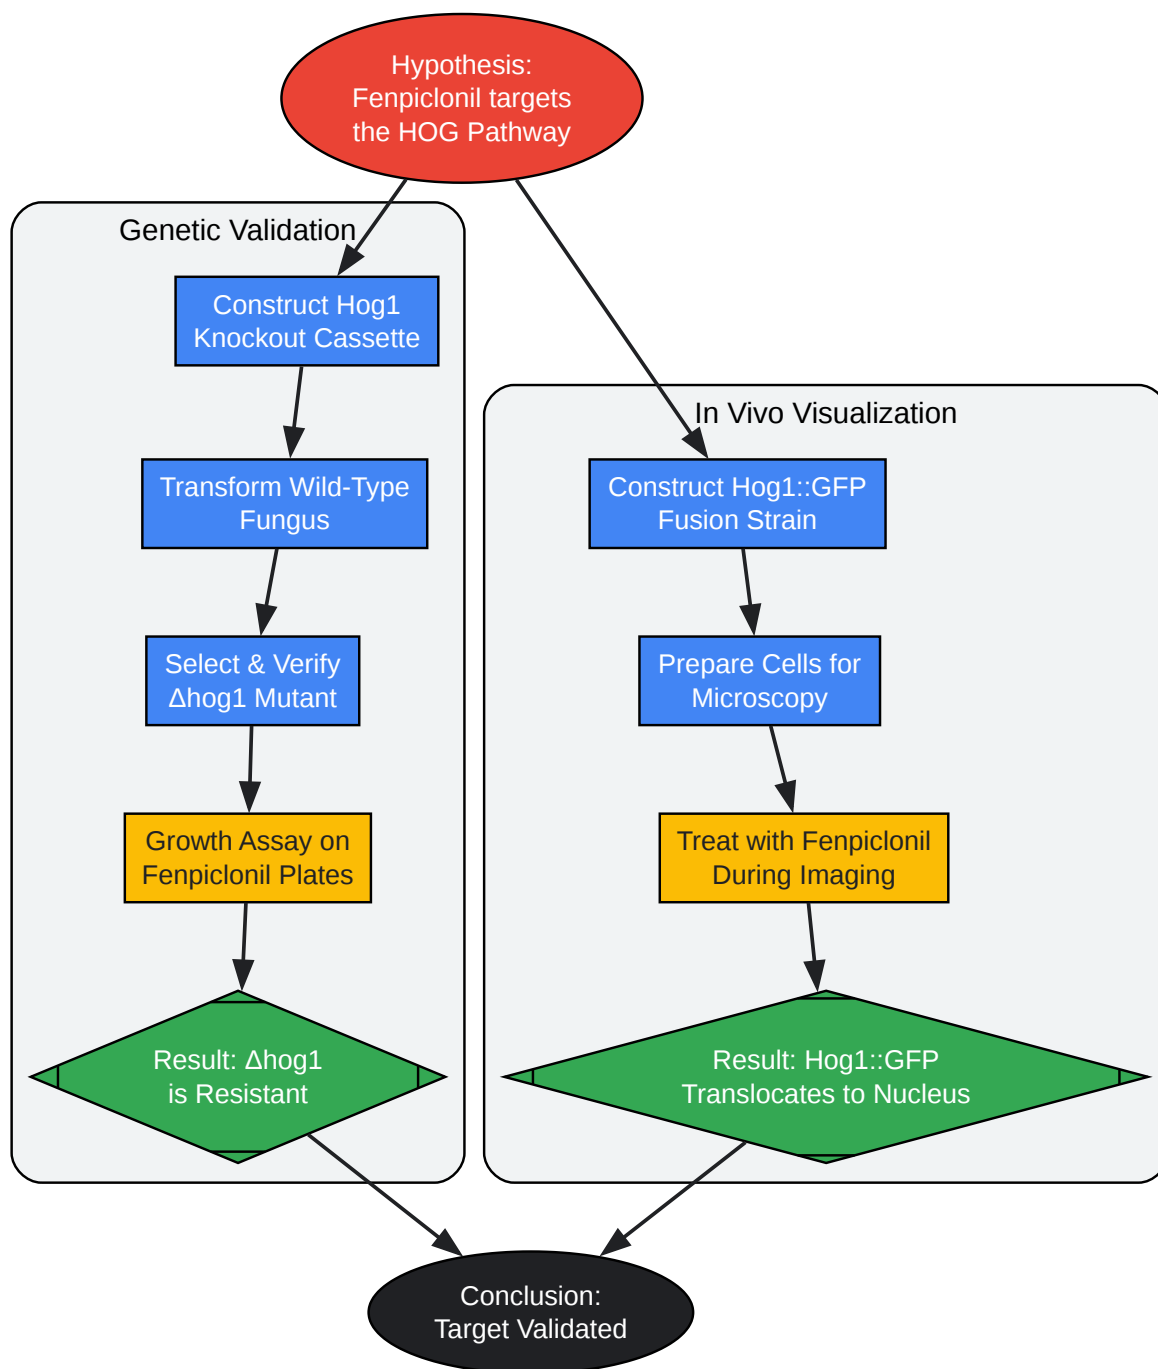 Hypothesis:
Fenpiclonil targets
the HOG Pathway
Genetic Validation
Construct Hog1
Knockout Cassette
Transform Wild-Type
Fungus
Select & Verify
Δhog1 Mutant
Growth Assay on
Fenpiclonil Plates
Result: Δhog1
is Resistant
In Vivo Visualization
Construct Hog1::GFP
Fusion Strain
Prepare Cells for
Microscopy
Treat with Fenpiclonil
During Imaging
Result: Hog1::GFP
Translocates to Nucleus
Conclusion:
Target Validated